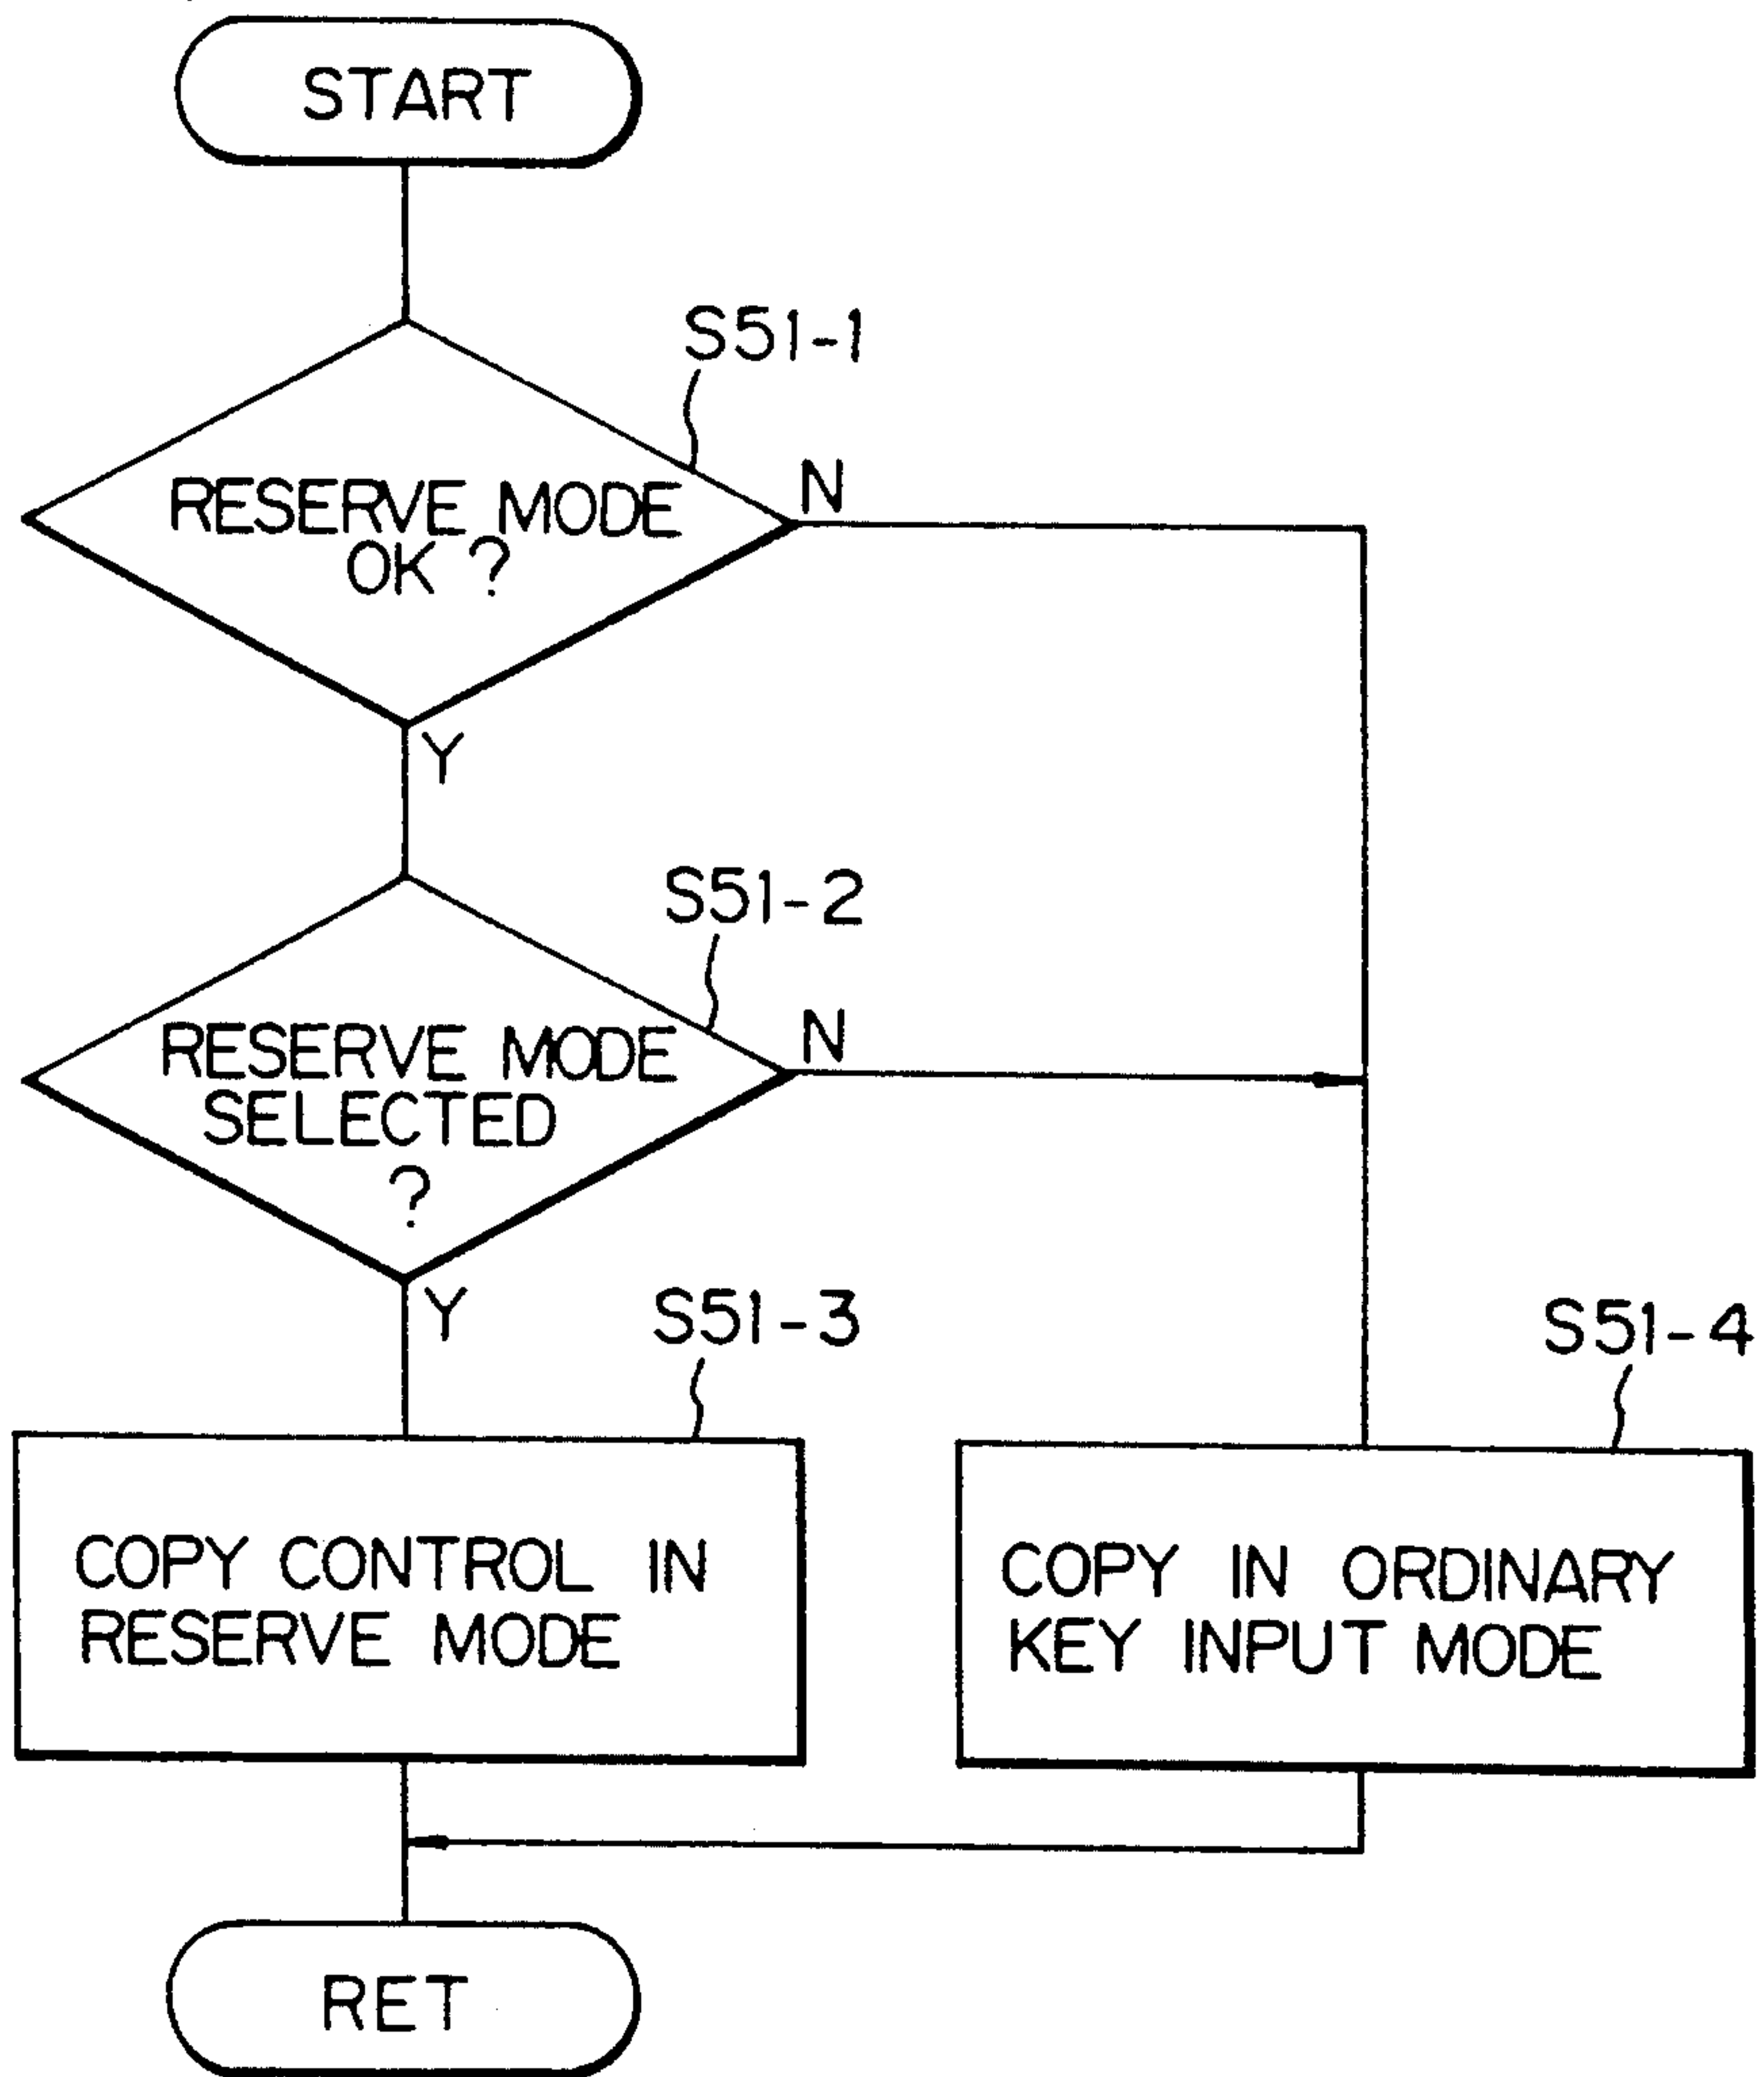 START
S51-1
RESERVE MODE
OK ?
N
Y
S51-2
RESERVE MODE
SELECTED
?
N
Y
S51-3
S51-4
COPY CONTROL IN
RESERVE MODE
COPY IN ORDINARY
KEY INPUT MODE
RET